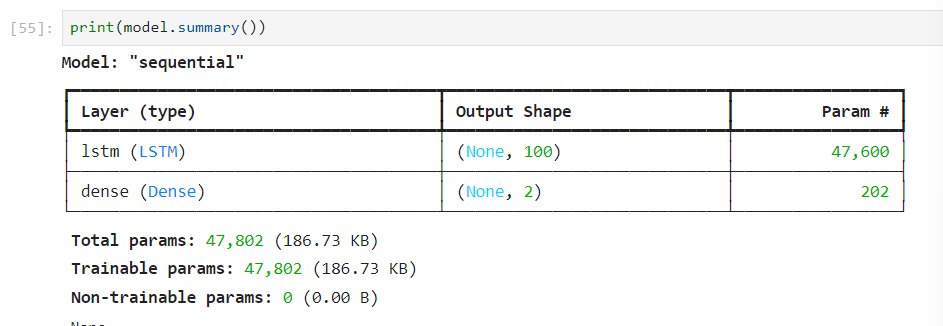 [55]: print(model.summary())
Model: "sequential"
Layer (type) Output Shape Param #
lstm (LSTM) (None, 100) 47,600
dense (Dense) (None, 2) 202
Total params: 47,802 (186.73 KB)
Trainable params: 47,802 (186.73 KB)
Non-trainable params: 0 (0.00 B)
None